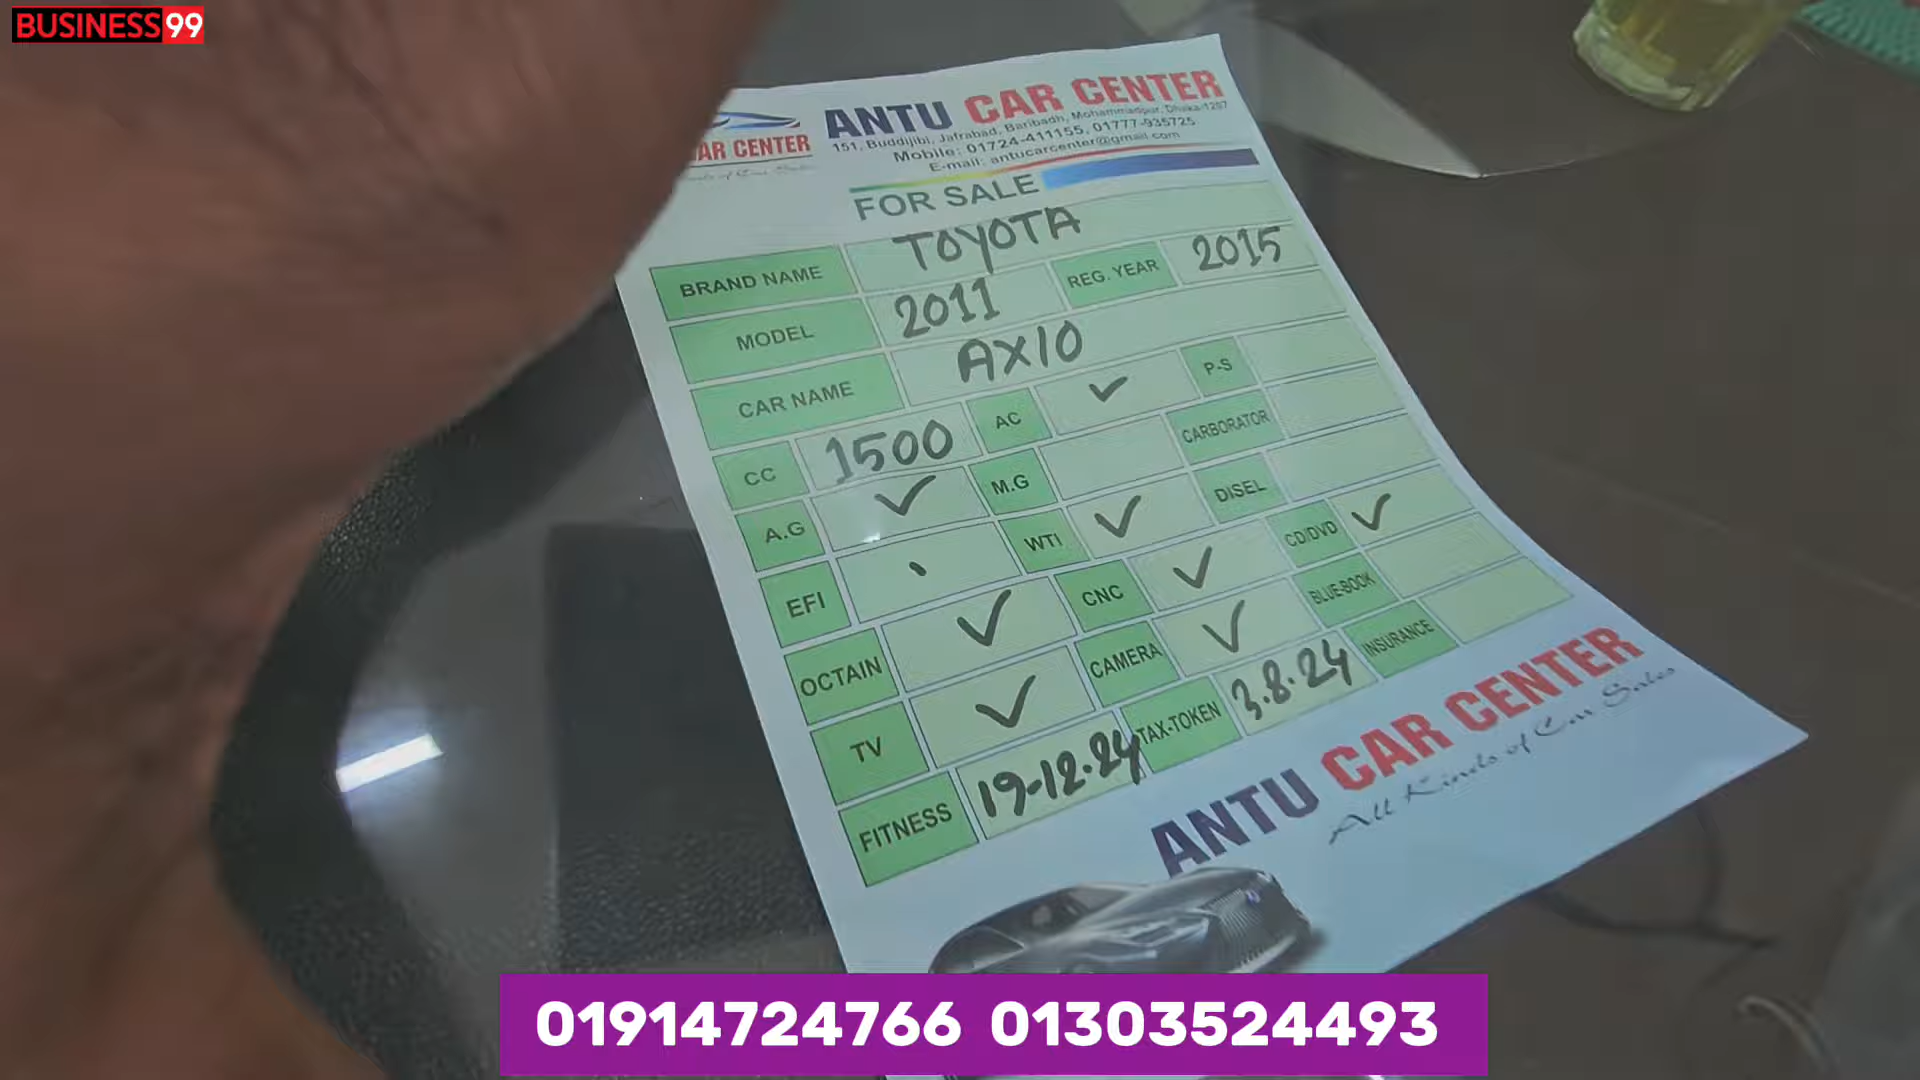 BUSINESS 99
ANTU CAR CENTER
151, Buddijibi, Jafrabad, Baribadh, Mohammadpur, Dhaka-1207
Mobile: 01724-411155, 01777-935725
E-mail: antucarcenter@gmail.com
AR CENTER
FOR SALE
BRAND NAME TOYOTA
MODEL 2011 REG. YEAR 2015
CAR NAME AXIO
CC 1500 AC ✓ P-S
A.G ✓ M.G CARBORATOR
EFI WTI ✓ DISEL
OCTAIN ✓ CNC ✓ CD/DVD ✓
TV ✓ CAMERA ✓ BLUE-BOOK
FITNESS 19-12-24 TAX-TOKEN 3.8.24 INSURANCE
ANTU CAR CENTER
All Kinds of Car Sales
01914724766 01303524493